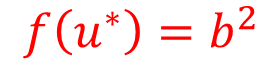 f(u*) = b²